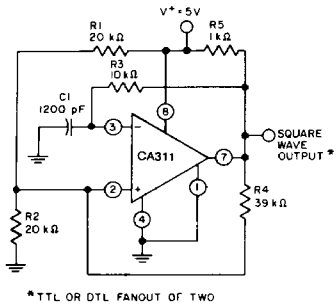 V+=5V
R1
20 kΩ
R5
1 kΩ
R3
10 kΩ
C1
1200 pF
8
3
−
CA311
7
SQUARE
WAVE
OUTPUT *
2
+
1
4
R4
39 kΩ
R2
20 kΩ
*TTL OR DTL FANOUT OF TWO